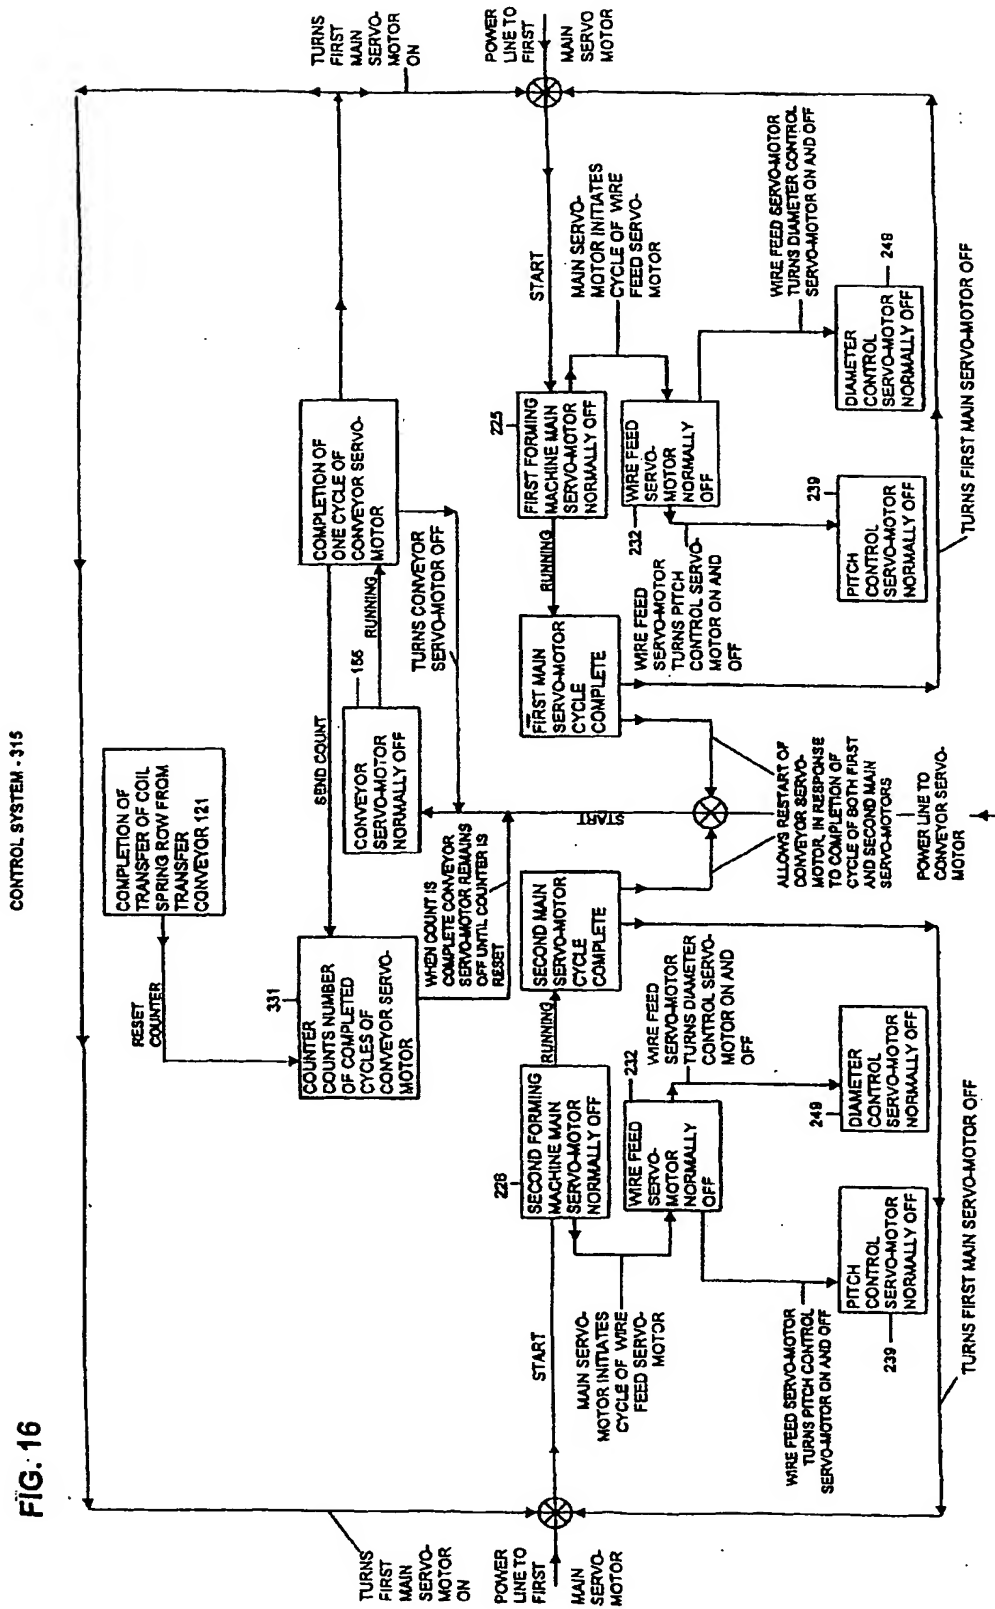 FIG. 16
CONTROL SYSTEM - 315
TURNS
FIRST
MAIN
SERVO-
MOTOR
ON
POWER
LINE TO
FIRST
MAIN
SERVO-
MOTOR
START
MAIN SERVO-
MOTOR INITIATES
CYCLE OF WIRE
FEED SERVO-
MOTOR
226
SECOND FORMING
MACHINE MAIN
SERVO-MOTOR
NORMALLY OFF
RUNNING
SECOND MAIN
SERVO-MOTOR
CYCLE
COMPLETE
232
WIRE FEED
SERVO-
MOTOR
NORMALLY
OFF
WIRE FEED
SERVO-MOTOR
TURNS DIAMETER
CONTROL SERVO-
MOTOR ON AND
OFF
WIRE FEED SERVO-MOTOR
TURNS PITCH CONTROL
SERVO-MOTOR ON AND OFF
239
PITCH
CONTROL
SERVO-MOTOR
NORMALLY OFF
249
DIAMETER
CONTROL
SERVO-MOTOR
NORMALLY OFF
TURNS FIRST MAIN SERVO-MOTOR OFF
RESET
COUNTER
COMPLETION OF
TRANSFER OF COIL
SPRING ROW FROM
TRANSFER
CONVEYOR 121
331
COUNTER
COUNTS NUMBER
OF COMPLETED
CYCLES OF
CONVEYOR SERVO-
MOTOR
SEND COUNT
WHEN COUNT IS
COMPLETE CONVEYOR
SERVO-MOTOR REMAINS
OFF UNTIL COUNTER IS
RESET
CONVEYOR
SERVO-MOTOR
NORMALLY OFF
155
RUNNING
COMPLETION OF
ONE CYCLE OF
CONVEYOR SERVO-
MOTOR
TURNS CONVEYOR
SERVO-MOTOR OFF
START
ALLOWS RESTART OF
CONVEYOR SERVO-
MOTOR, IN RESPONSE
TO COMPLETION OF
CYCLE OF BOTH FIRST
AND SECOND MAIN
SERVO-MOTORS
POWER LINE TO
CONVEYOR SERVO-
MOTOR
FIRST MAIN
SERVO-MOTOR
CYCLE
COMPLETE
RUNNING
225
FIRST FORMING
MACHINE MAIN
SERVO-MOTOR
NORMALLY OFF
START
MAIN SERVO-
MOTOR INITIATES
CYCLE OF WIRE
FEED SERVO-
MOTOR
232
WIRE FEED
SERVO-
MOTOR
NORMALLY
OFF
WIRE FEED
SERVO-MOTOR
TURNS PITCH
CONTROL SERVO-
MOTOR ON AND
OFF
WIRE FEED SERVO-MOTOR
TURNS DIAMETER CONTROL
SERVO-MOTOR ON AND OFF
239
PITCH
CONTROL
SERVO-MOTOR
NORMALLY OFF
249
DIAMETER
CONTROL
SERVO-MOTOR
NORMALLY OFF
TURNS FIRST MAIN SERVO-MOTOR OFF
TURNS
FIRST
MAIN
SERVO-
MOTOR
ON
POWER
LINE TO
FIRST
MAIN
SERVO
MOTOR